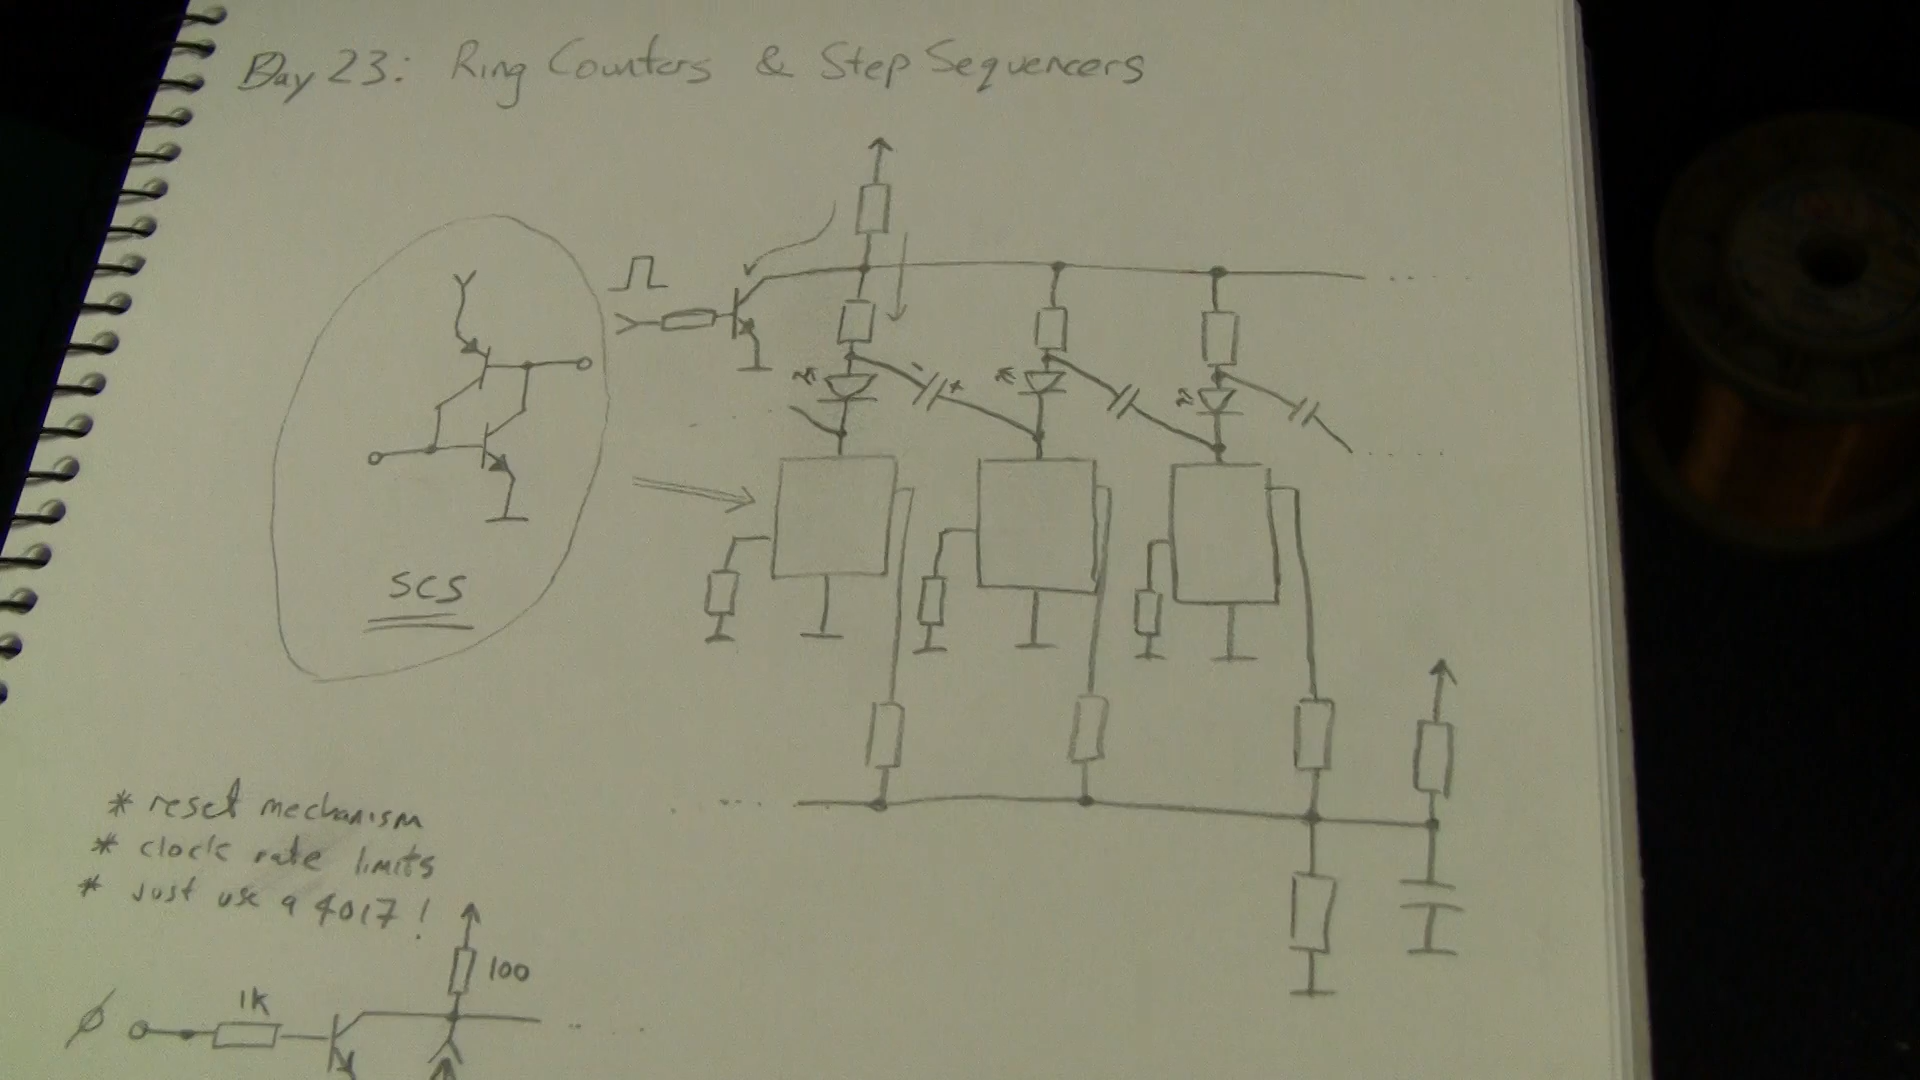 Day 23: Ring Counters & Step Sequencers
- +
SCS
* reset mechanism
* clock rate limits
* just use a 4017!
100
1K
ϕ